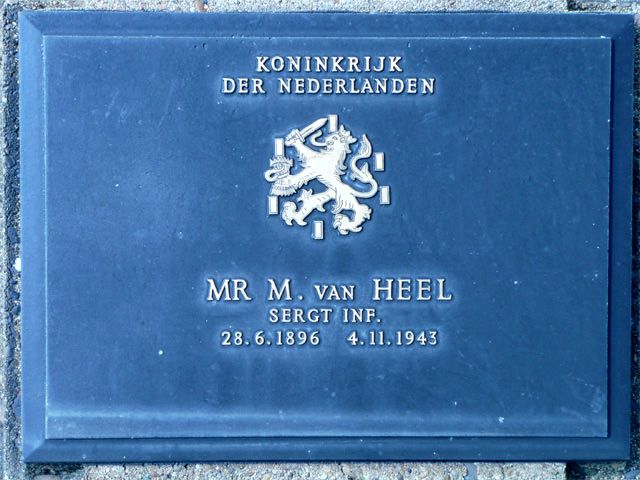 KONINKRIJK
DER NEDERLANDEN
MR M. VAN HEEL
SERGT INF.
28.6.1896 4.11.1943